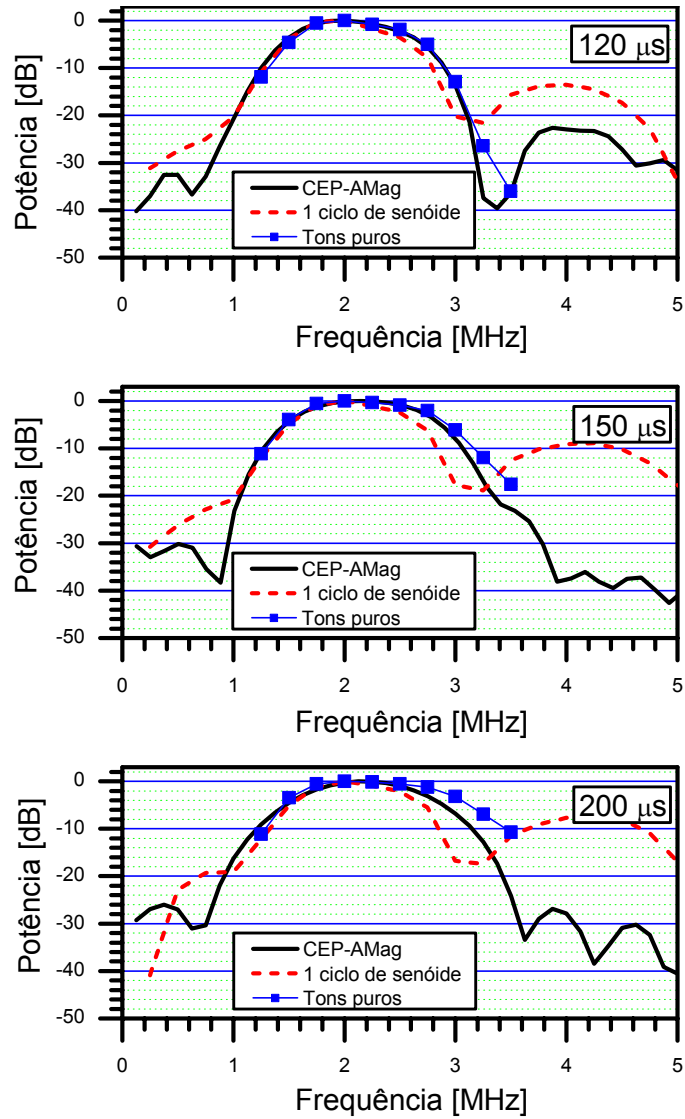 120 μs
Potência [dB]
0
-10
-20
-30
-40
-50
CEP-AMag
1 ciclo de senóide
Tons puros
0 1 2 3 4 5
Frequência [MHz]
150 μs
Potência [dB]
0
-10
-20
-30
-40
-50
CEP-AMag
1 ciclo de senóide
Tons puros
0 1 2 3 4 5
Frequência [MHz]
200 μs
Potência [dB]
0
-10
-20
-30
-40
-50
CEP-AMag
1 ciclo de senóide
Tons puros
0 1 2 3 4 5
Frequência [MHz]